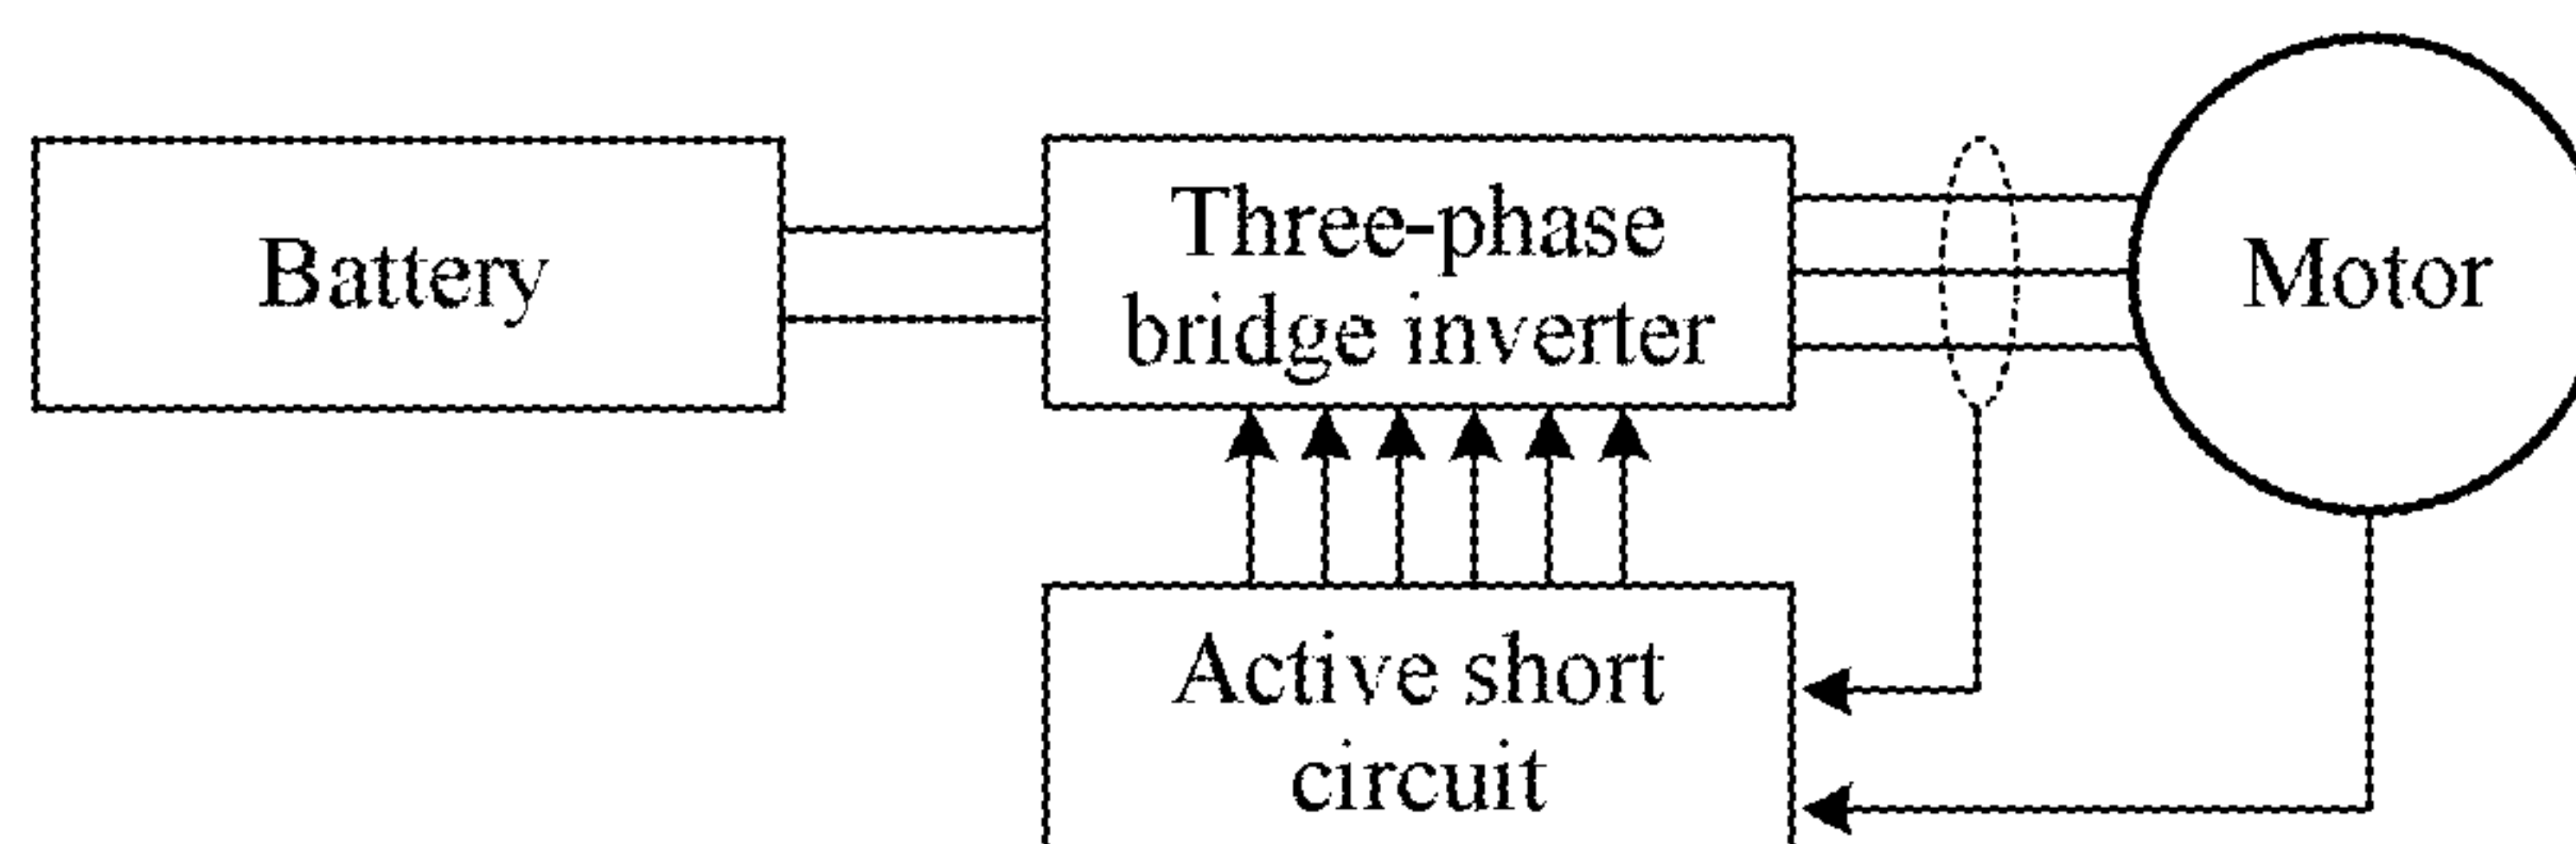 Battery
Three-phase
bridge inverter
Motor
Active short
circuit